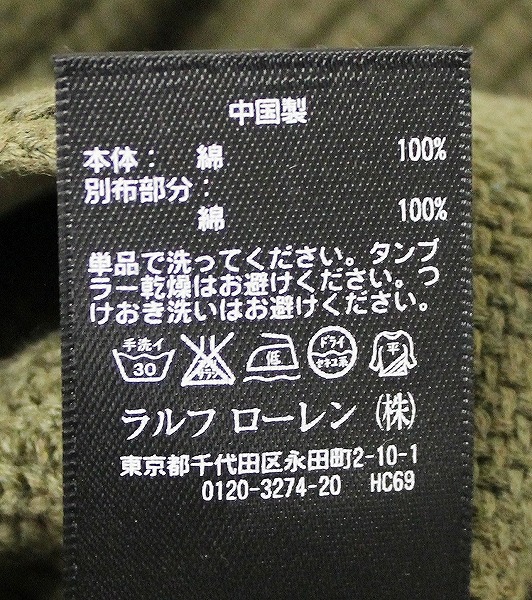 中国製
本体： 綿 100%
別布部分：
綿 100%
単品で洗ってください。タンブ
ラー乾燥はお避けください。つ
けおき洗いはお避けください。
手洗イ 30 低 ドライ 平
ラルフ ローレン (株)
東京都千代田区永田町2-10-1
0120-3274-20 HC69